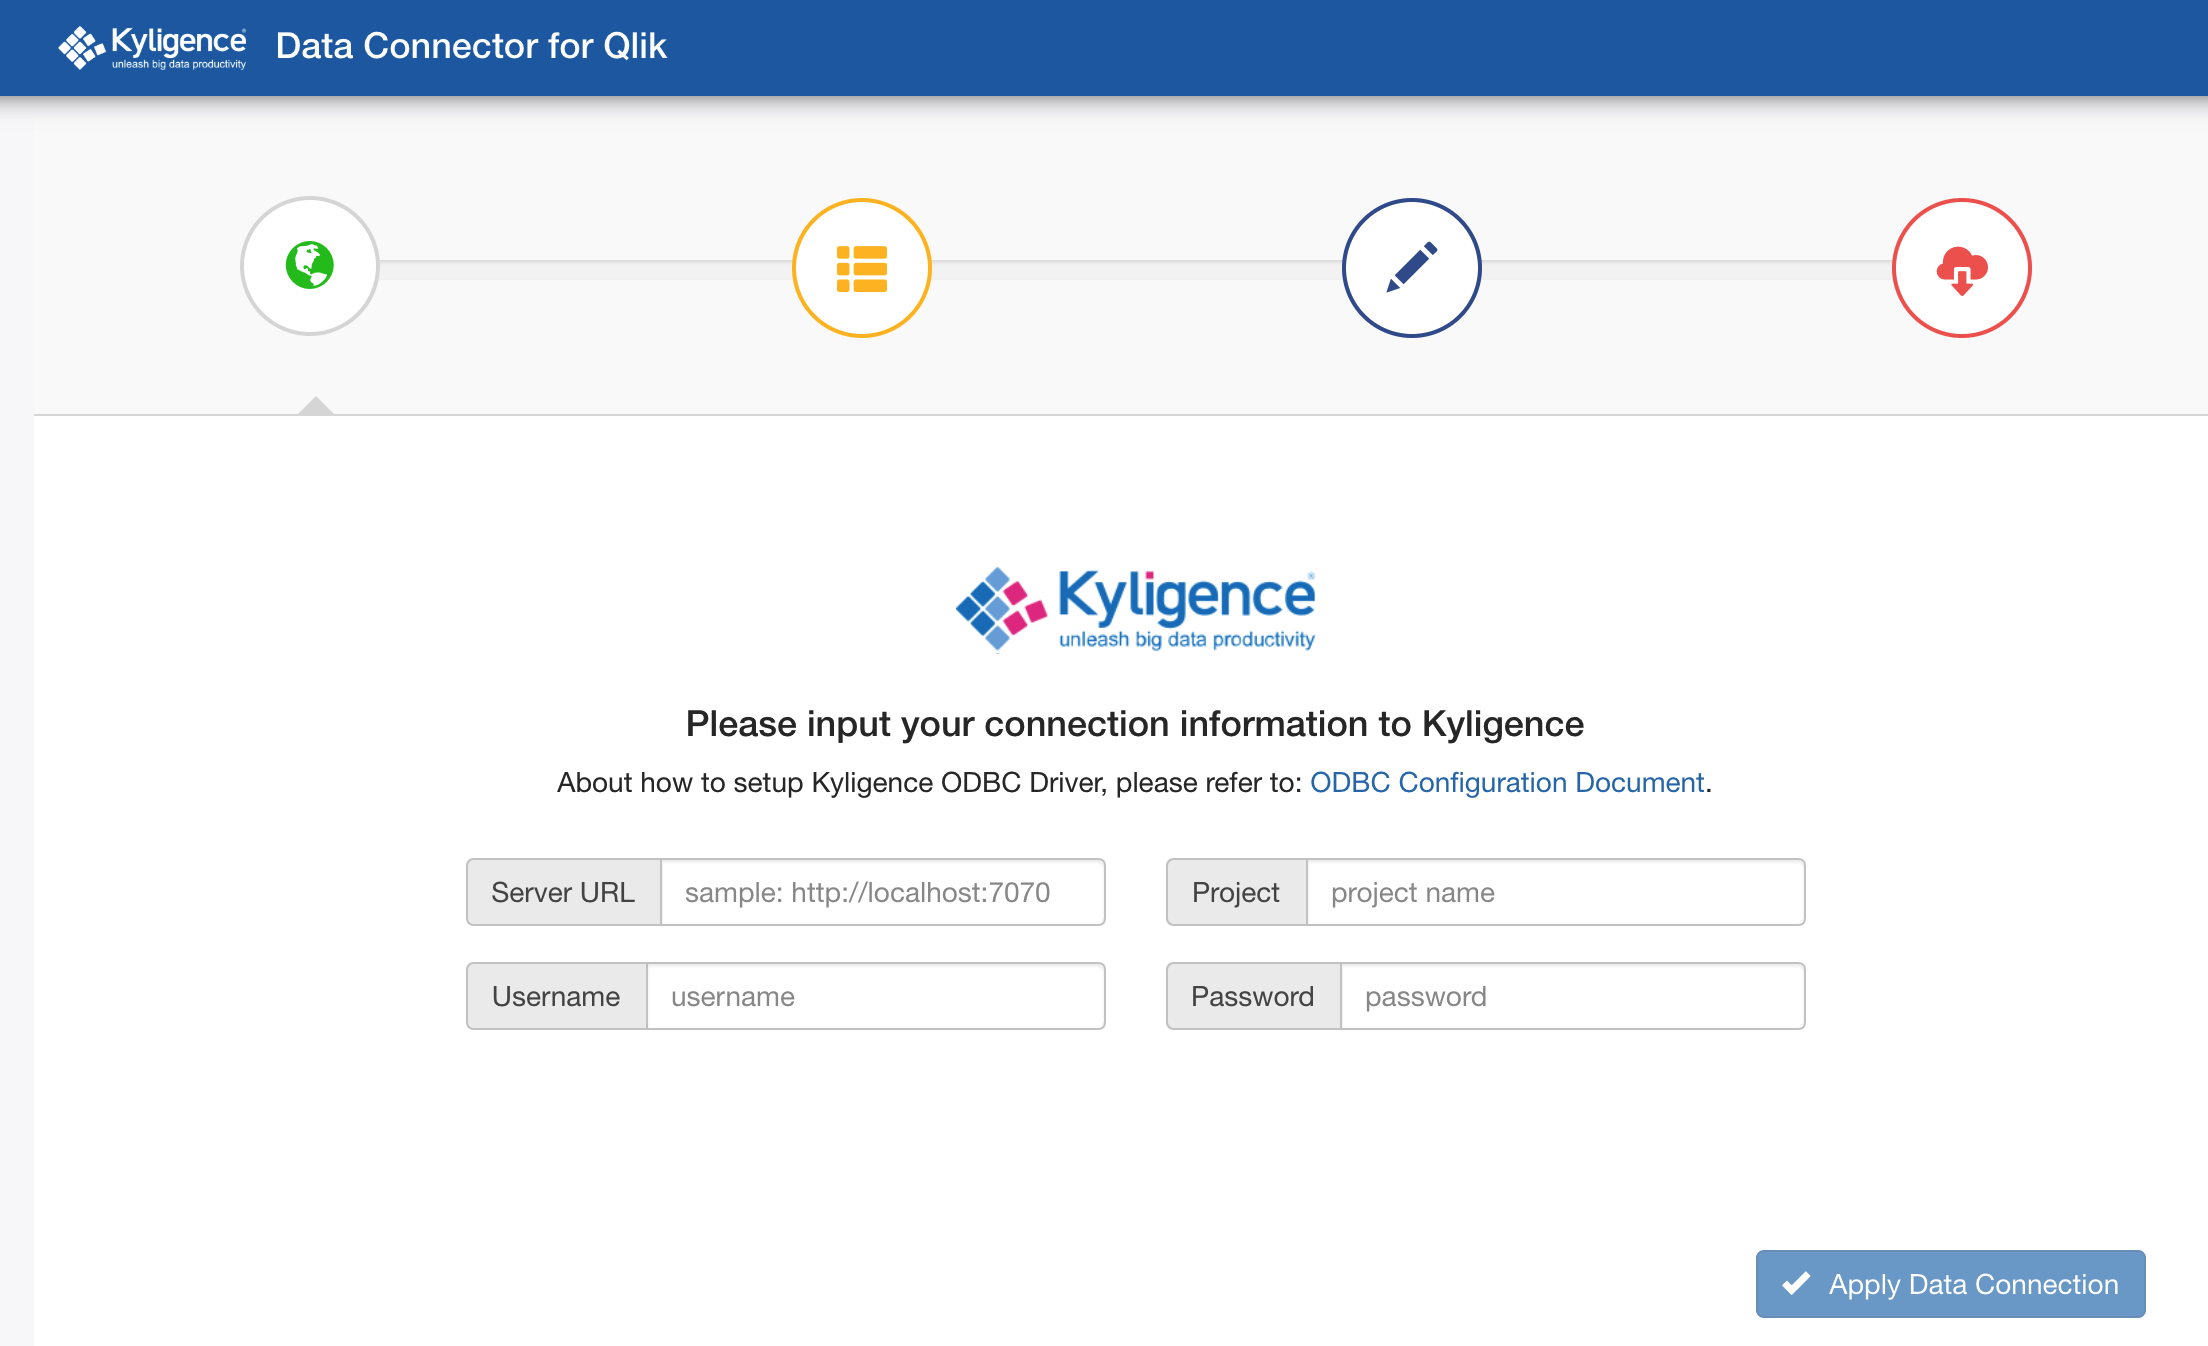 Kyligence
unleash big data productivity
Data Connector for Qlik
Kyligence
unleash big data productivity
Please input your connection information to Kyligence
About how to setup Kyligence ODBC Driver, please refer to: ODBC Configuration Document.
Server URL sample: http://localhost:7070 Project project name
Username username Password password
Apply Data Connection